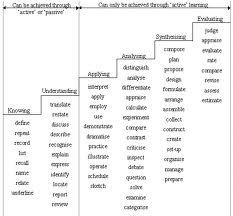 Can be achieved through
"active" or "passive"
Can only be achieved through "active" learning
Knowing
define
repeat
record
list
recall
name
relate
underline
Understanding
translate
restate
discuss
describe
recognise
explain
express
identify
locate
report
review
Applying
interpret
apply
employ
use
demonstrate
dramatise
practice
illustrate
operate
schedule
sketch
Analysing
distinguish
analyse
differentiate
appraise
calculate
experiment
compare
contrast
criticise
inspect
debate
question
solve
examine
categorise
Synthesising
compose
plan
propose
design
formulate
arrange
assemble
collect
construct
create
set-up
organise
manage
prepare
Evaluating
judge
appraise
evaluate
rate
compare
revise
assess
estimate